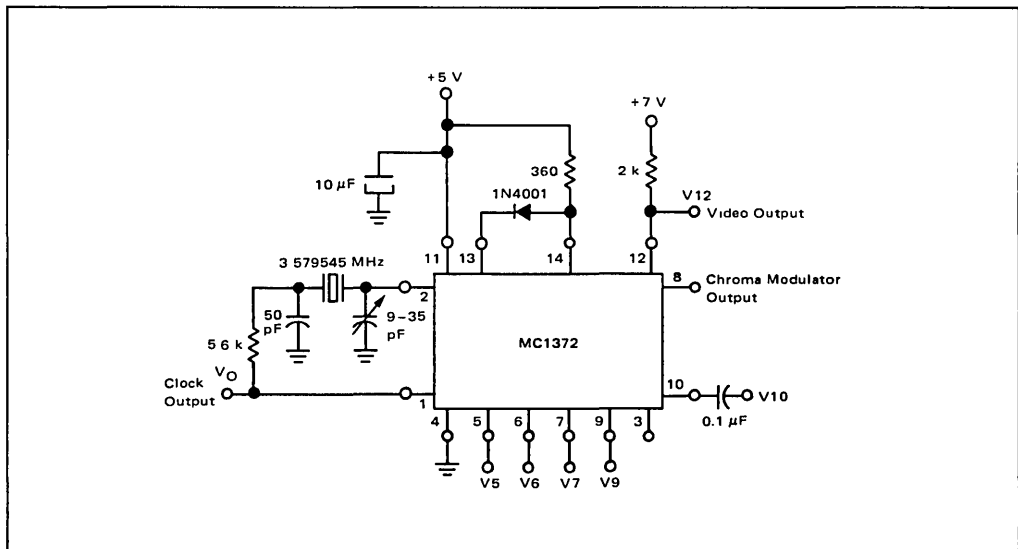 +5 V
+7 V
360
2 k
10 µF
1N4001
V12
Video Output
11
13
14
12
3 579545 MHz
2
8
Chroma Modulator
Output
50
pF
9–35
pF
5 6 k
MC1372
VO
Clock
Output
1
10
V10
0.1 µF
4
5
6
7
9
3
V5
V6
V7
V9